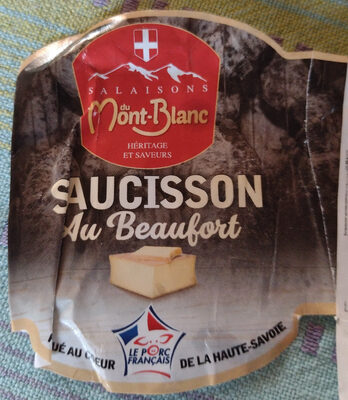 SALAISONS
du
Mont-Blanc
HÉRITAGE
ET SAVEURS
SAUCISSON
Au Beaufort
LE PORC
FRANÇAIS
AU CŒUR DE LA HAUTE-SAVOIE